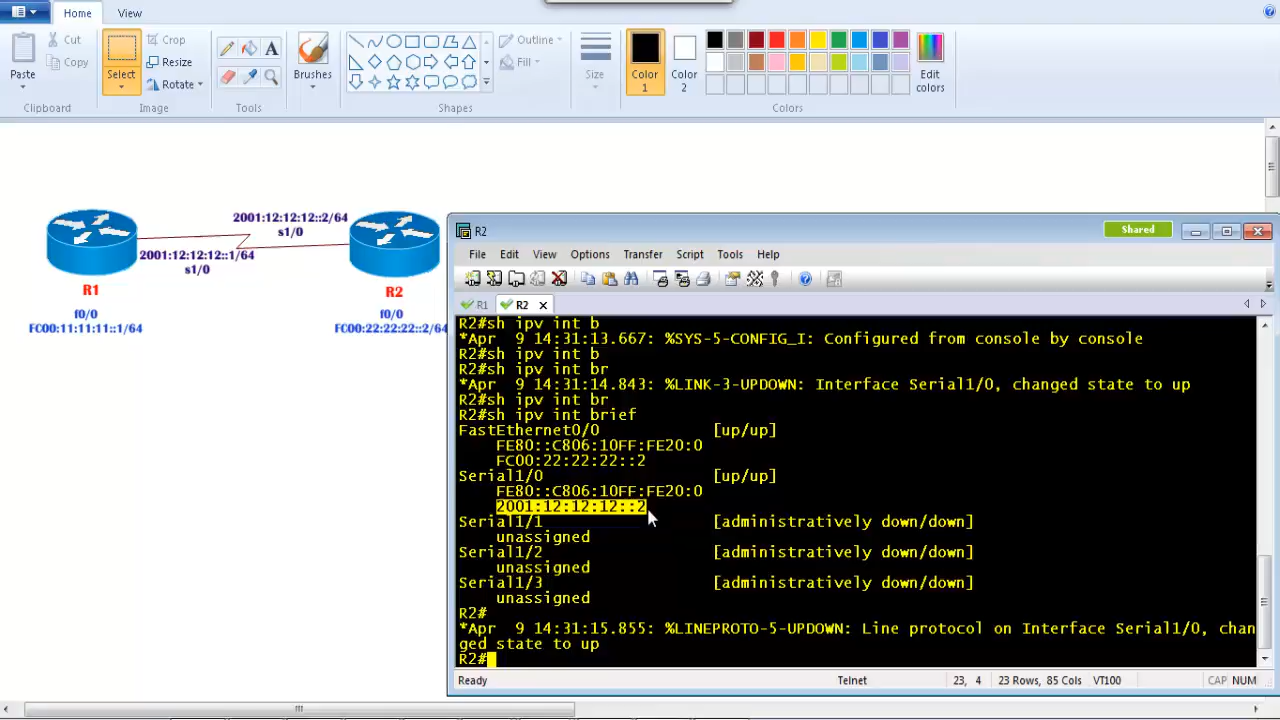 Home
View
Paste
Cut
Copy
Clipboard
Select
Crop
Resize
Rotate
Image
A
Tools
Brushes
Shapes
Outline
Fill
Size
Color
1
Color
2
Edit
colors
Colors
2001:12:12:12::2/64
s1/0
2001:12:12:12::1/64
s1/0
R1
f0/0
FC00:11:11:11::1/64
R2
f0/0
FC00:22:22:22::2/64
R2
Shared
File Edit View Options Transfer Script Tools Help
R1
R2
R2#sh ipv int b
*Apr  9 14:31:13.667: %SYS-5-CONFIG_I: Configured from console by console
R2#sh ipv int b
R2#sh ipv int br
*Apr  9 14:31:14.843: %LINK-3-UPDOWN: Interface Serial1/0, changed state to up
R2#sh ipv int br
R2#sh ipv int brief
FastEthernet0/0 [up/up]
FE80::C806:10FF:FE20:0
FC00:22:22:22::2
Serial1/0 [up/up]
FE80::C806:10FF:FE20:0
2001:12:12:12::2
Serial1/1 [administratively down/down]
unassigned
Serial1/2 [administratively down/down]
unassigned
Serial1/3 [administratively down/down]
unassigned
R2#
*Apr  9 14:31:15.855: %LINEPROTO-5-UPDOWN: Line protocol on Interface Serial1/0, chan
ged state to up
R2#
Ready
Telnet
23, 4
23 Rows, 85 Cols
VT100
CAP NUM